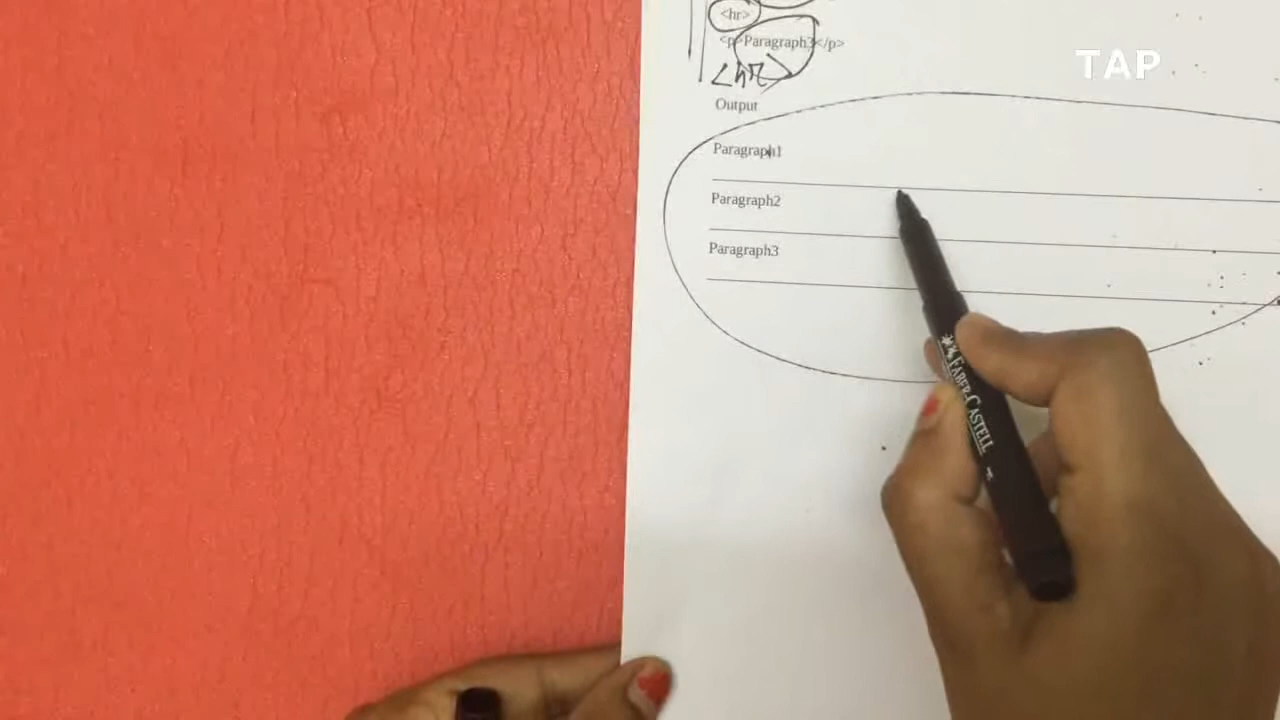 <hr>
TAP
<p>Paragraph3</p>
<hr>
Output
Paragraph1
Paragraph2
Paragraph3
FABER-CASTELL